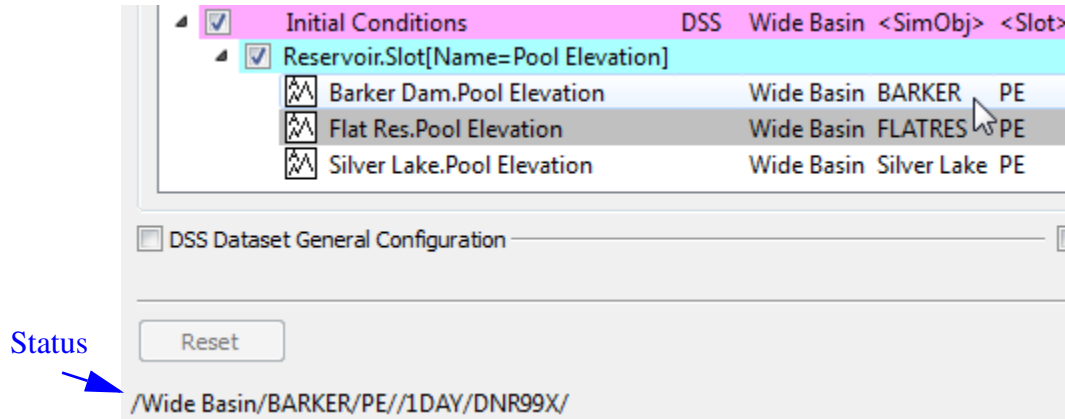 Initial Conditions DSS Wide Basin <SimObj> <Slot>
Reservoir.Slot[Name=Pool Elevation]
Barker Dam.Pool Elevation Wide Basin BARKER PE
Flat Res.Pool Elevation Wide Basin FLATRES PE
Silver Lake.Pool Elevation Wide Basin Silver Lake PE
DSS Dataset General Configuration
Reset
Status
/Wide Basin/BARKER/PE//1DAY/DNR99X/